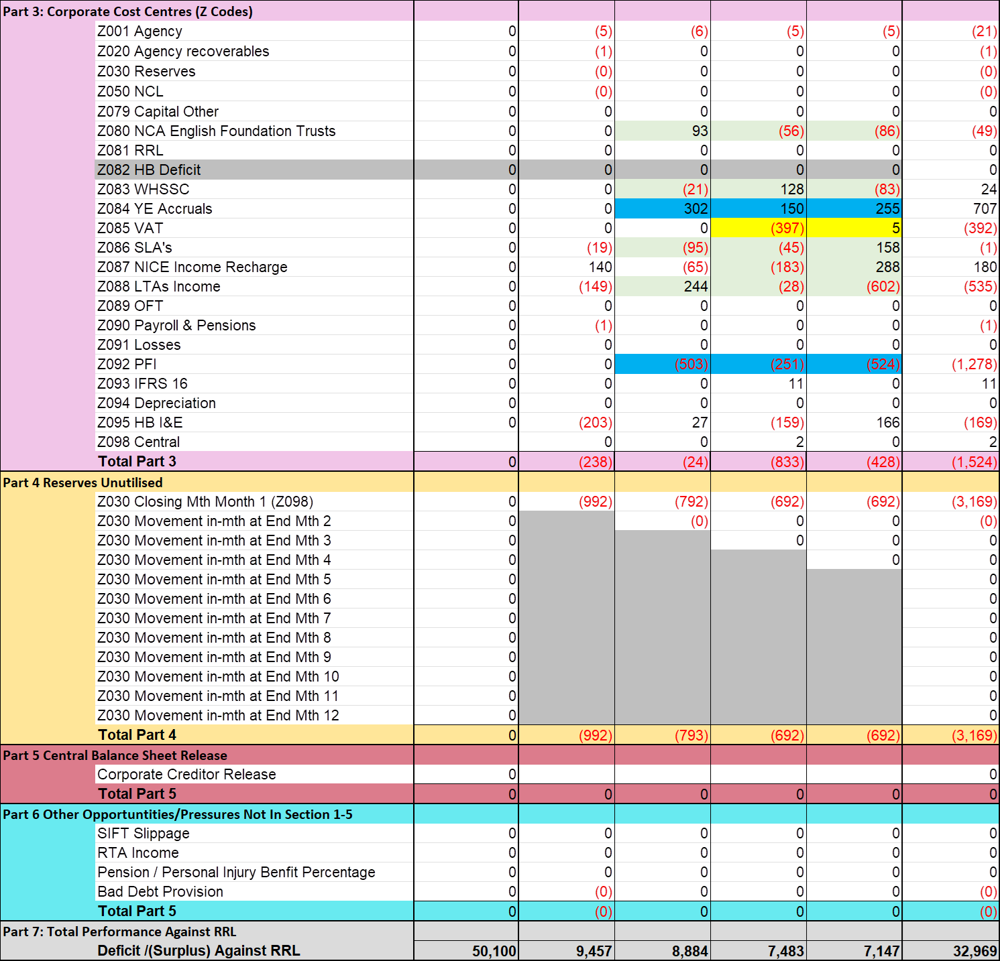 Part 3: Corporate Cost Centres (Z Codes)
Z001 Agency 0 (5) (6) (5) (5) (21)
Z020 Agency recoverables 0 (1) 0 0 0 (1)
Z030 Reserves 0 (0) 0 0 0 (0)
Z050 NCL 0 (0) 0 0 0 (0)
Z079 Capital Other 0 0 0 0 0 0
Z080 NCA English Foundation Trusts 0 0 93 (56) (86) (49)
Z081 RRL 0 0 0 0 0 0
Z082 HB Deficit 0 0 0 0 0 0
Z083 WHSSC 0 0 (21) 128 (83) 24
Z084 YE Accruals 0 0 302 150 255 707
Z085 VAT 0 0 0 (397) 5 (392)
Z086 SLA's 0 (19) (95) (45) 158 (1)
Z087 NICE Income Recharge 0 140 (65) (183) 288 180
Z088 LTAs Income 0 (149) 244 (28) (602) (535)
Z089 OFT 0 0 0 0 0 0
Z090 Payroll & Pensions 0 (1) 0 0 0 (1)
Z091 Losses 0 0 0 0 0 0
Z092 PFI 0 0 (503) (251) (524) (1,278)
Z093 IFRS 16 0 0 0 11 0 11
Z094 Depreciation 0 0 0 0 0 0
Z095 HB I&E 0 (203) 27 (159) 166 (169)
Z098 Central 0 0 2 0 2
Total Part 3 0 (238) (24) (833) (428) (1,524)
Part 4 Reserves Unutilised
Z030 Closing Mth Month 1 (Z098) 0 (992) (792) (692) (692) (3,169)
Z030 Movement in-mth at End Mth 2 0 (0) 0 0 (0)
Z030 Movement in-mth at End Mth 3 0 0 0 0
Z030 Movement in-mth at End Mth 4 0 0 0
Z030 Movement in-mth at End Mth 5 0 0
Z030 Movement in-mth at End Mth 6 0 0
Z030 Movement in-mth at End Mth 7 0 0
Z030 Movement in-mth at End Mth 8 0 0
Z030 Movement in-mth at End Mth 9 0 0
Z030 Movement in-mth at End Mth 10 0 0
Z030 Movement in-mth at End Mth 11 0 0
Z030 Movement in-mth at End Mth 12 0 0
Total Part 4 0 (992) (793) (692) (692) (3,169)
Part 5 Central Balance Sheet Release
Corporate Creditor Release 0 0
Total Part 5 0 0 0 0 0 0
Part 6 Other Opportuntities/Pressures Not In Section 1-5
SIFT Slippage 0 0 0 0 0 0
RTA Income 0 0 0 0 0 0
Pension / Personal Injury Benfit Percentage 0 0 0 0 0 0
Bad Debt Provision 0 (0) 0 0 0 (0)
Total Part 5 0 (0) 0 0 0 (0)
Part 7: Total Performance Against RRL
Deficit /(Surplus) Against RRL 50,100 9,457 8,884 7,483 7,147 32,969